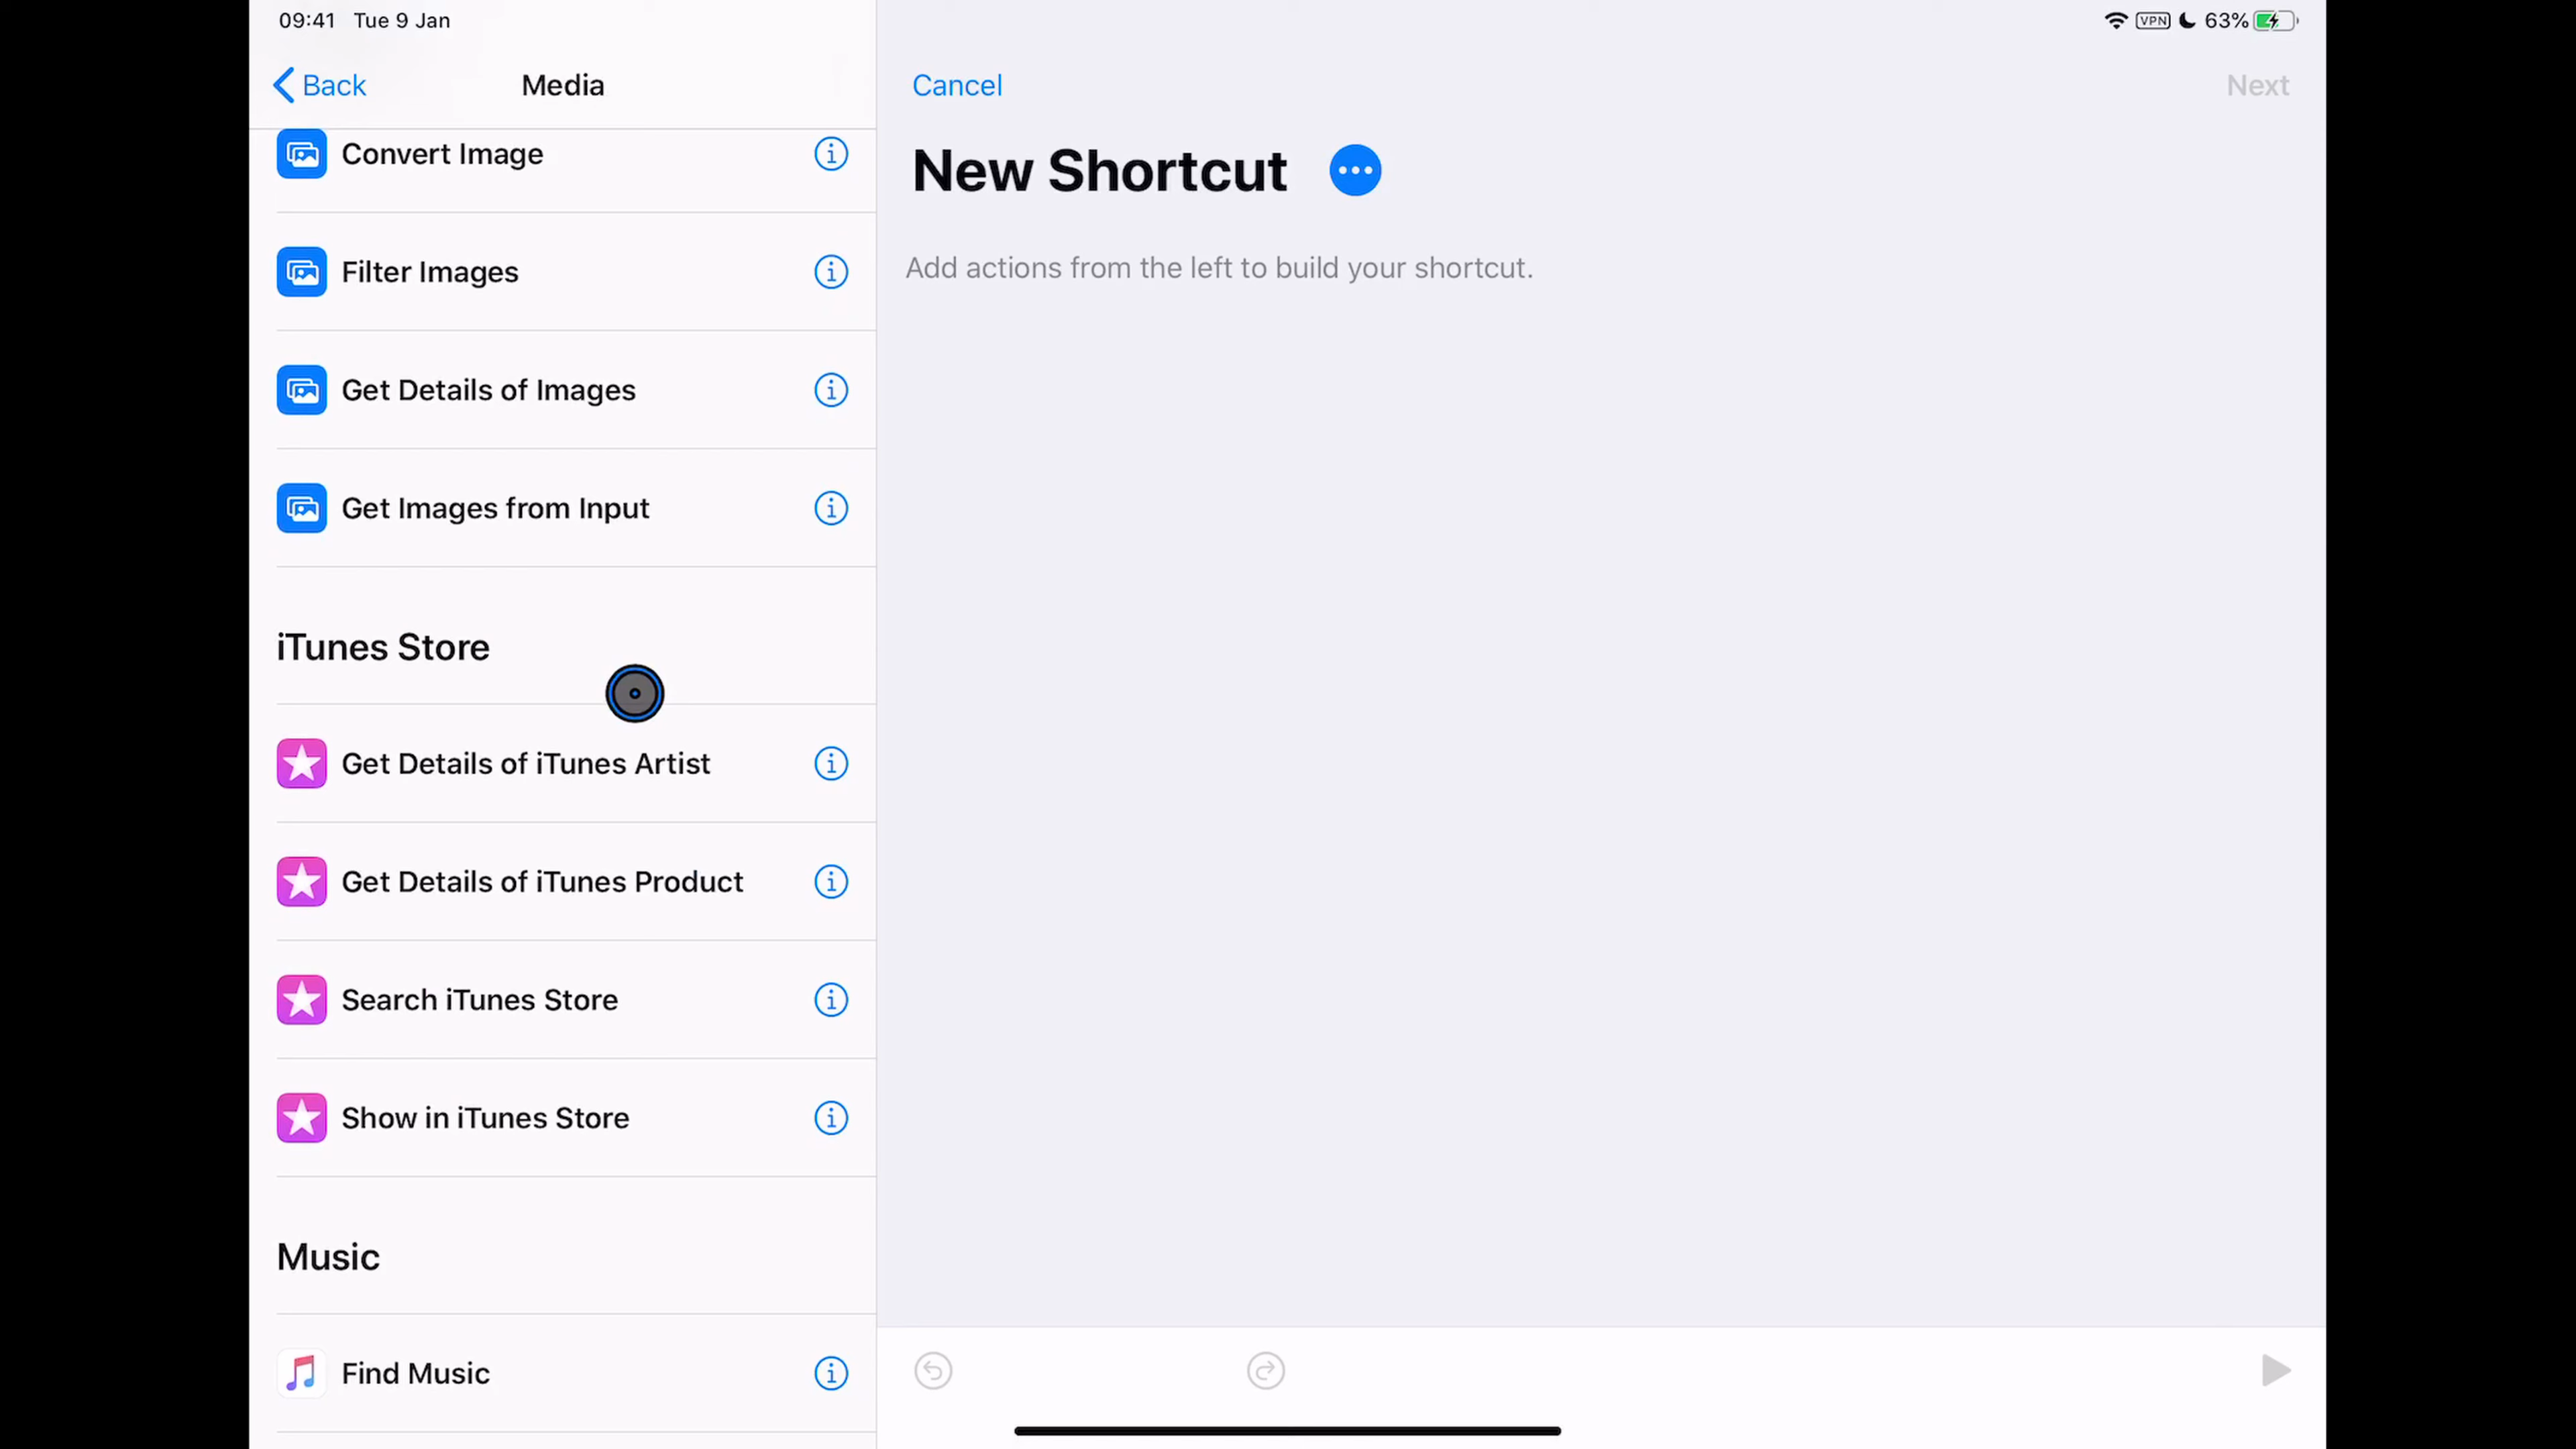 09:41 Tue 9 Jan
VPN 63%
Back Media
Cancel Next
Convert Image
New Shortcut
Filter Images
Add actions from the left to build your shortcut.
Get Details of Images
Get Images from Input
iTunes Store
Get Details of iTunes Artist
Get Details of iTunes Product
Search iTunes Store
Show in iTunes Store
Music
Find Music